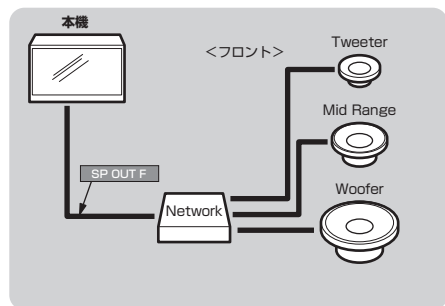 本機
＜フロント＞
Tweeter
Mid Range
SP OUT F
Woofer
Network